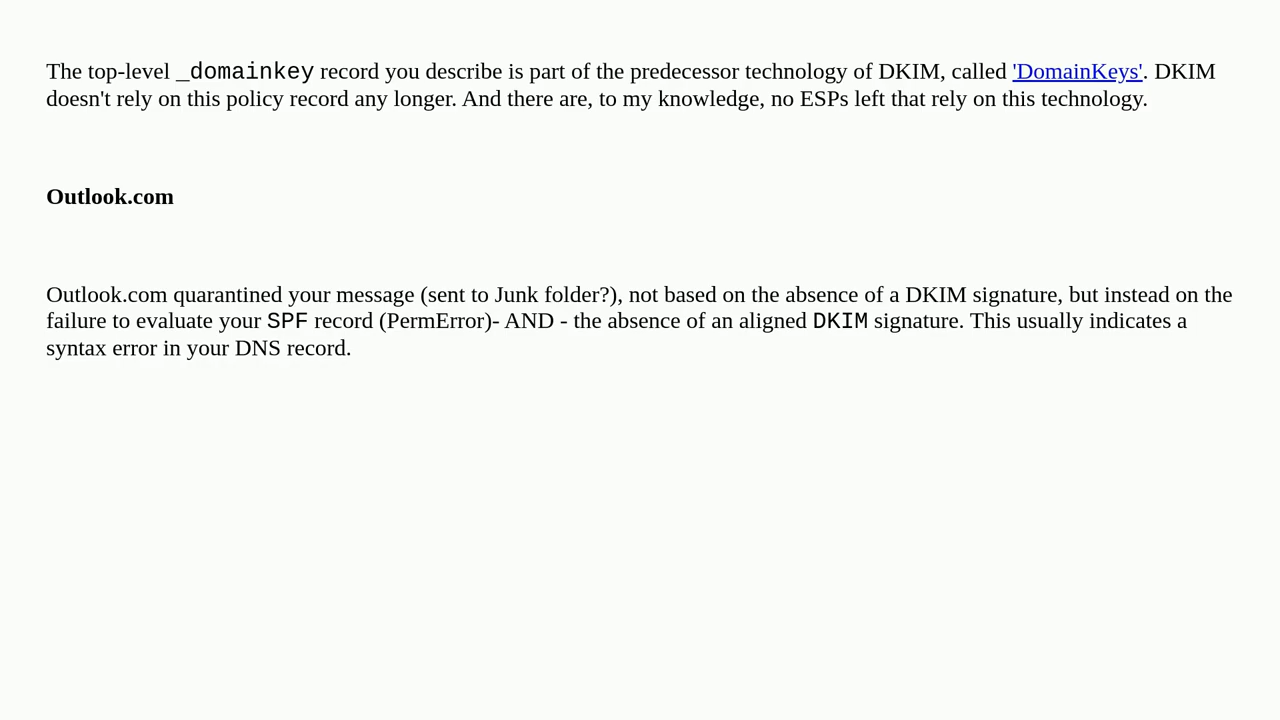 The top-level _domainkey record you describe is part of the predecessor technology of DKIM, called 'DomainKeys'. DKIM
doesn't rely on this policy record any longer. And there are, to my knowledge, no ESPs left that rely on this technology.
Outlook.com
Outlook.com quarantined your message (sent to Junk folder?), not based on the absence of a DKIM signature, but instead on the
failure to evaluate your SPF record (PermError)- AND - the absence of an aligned DKIM signature. This usually indicates a
syntax error in your DNS record.